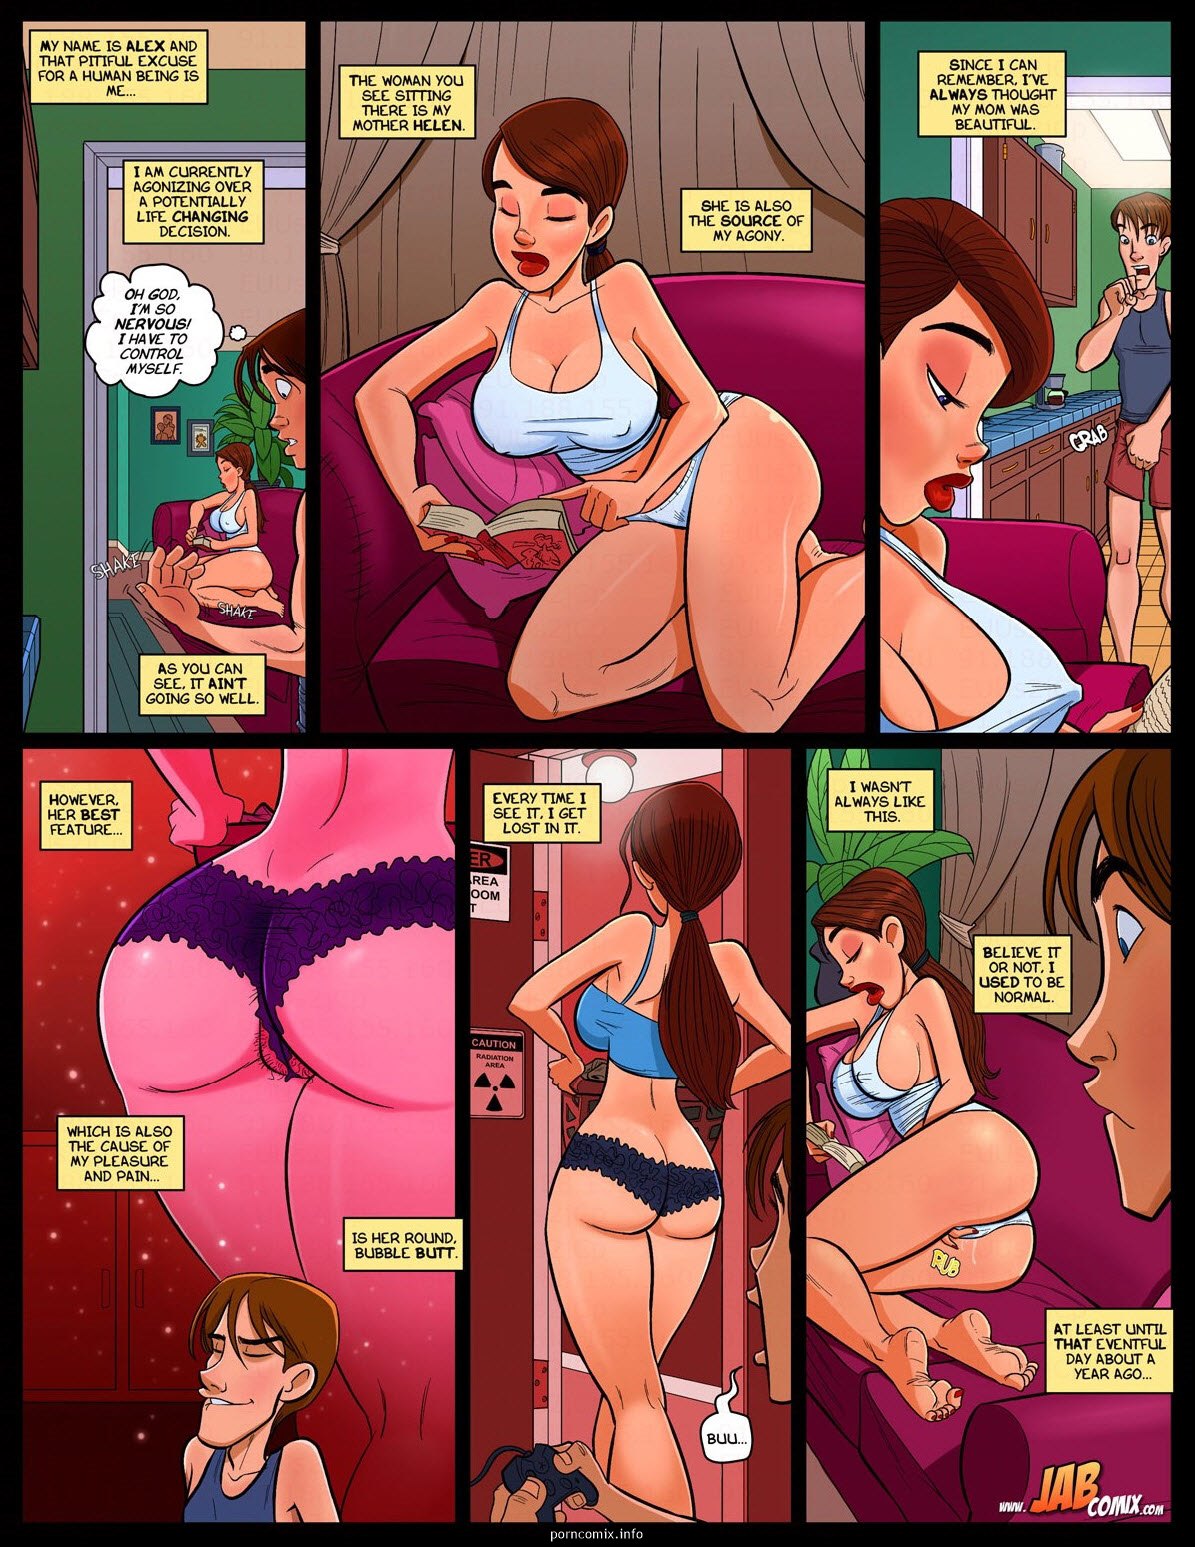 MY NAME IS ALEX AND
THAT PITIFUL EXCUSE
FOR A HUMAN BEING IS
ME...
I AM CURRENTLY
AGONIZING OVER
A POTENTIALLY
LIFE CHANGING
DECISION.
OH GOD,
I'M SO
NERVOUS!
I HAVE TO
CONTROL
MYSELF.
SHAKE
SHAKE
AS YOU CAN
SEE, IT AIN'T
GOING SO WELL.
THE WOMAN YOU
SEE SITTING
THERE IS MY
MOTHER HELEN.
SHE IS ALSO
THE SOURCE OF
MY AGONY.
SINCE I CAN
REMEMBER, I'VE
ALWAYS THOUGHT
MY MOM WAS
BEAUTIFUL.
GRAB
HOWEVER,
HER BEST
FEATURE...
WHICH IS ALSO
THE CAUSE OF
MY PLEASURE
AND PAIN...
IS HER ROUND,
BUBBLE BUTT.
EVERY TIME I
SEE IT, I GET
LOST IN IT.
ER
AREA
OOM
T
CAUTION
RADIATION
AREA
BUU...
I WASN'T
ALWAYS LIKE
THIS.
BELIEVE IT
OR NOT, I
USED TO BE
NORMAL.
RUB
AT LEAST UNTIL
THAT EVENTFUL
DAY ABOUT A
YEAR AGO...
www.JABCOMIX.com
porncomix.info